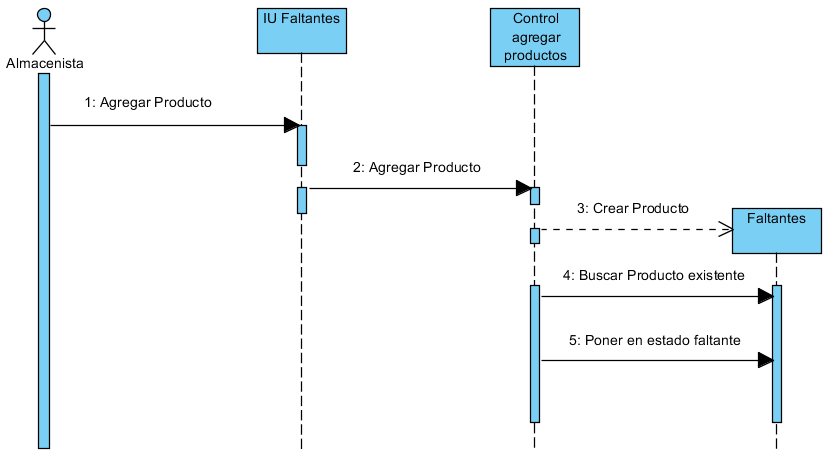 IU Faltantes
Control
agregar
productos
Almacenista
1: Agregar Producto
2: Agregar Producto
3: Crear Producto
Faltantes
4: Buscar Producto existente
5: Poner en estado faltante